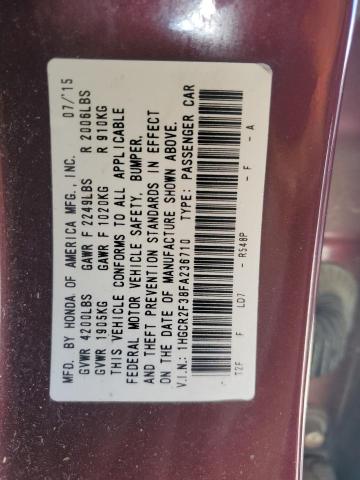 MFD. BY HONDA OF AMERICA MFG., INC. 07/'15
GVWR 4200LBS GAWR F 2249LBS R 2006LBS
GVWR 1905KG GAWR F 1020KG R 910KG
THIS VEHICLE CONFORMS TO ALL APPLICABLE
FEDERAL MOTOR VEHICLE SAFETY, BUMPER,
AND THEFT PREVENTION STANDARDS IN EFFECT
ON THE DATE OF MANUFACTURE SHOWN ABOVE.
V.I.N.: 1HGCR2F38FA236710 TYPE: PASSENGER CAR
T2F F LD7 - R548P - F - A